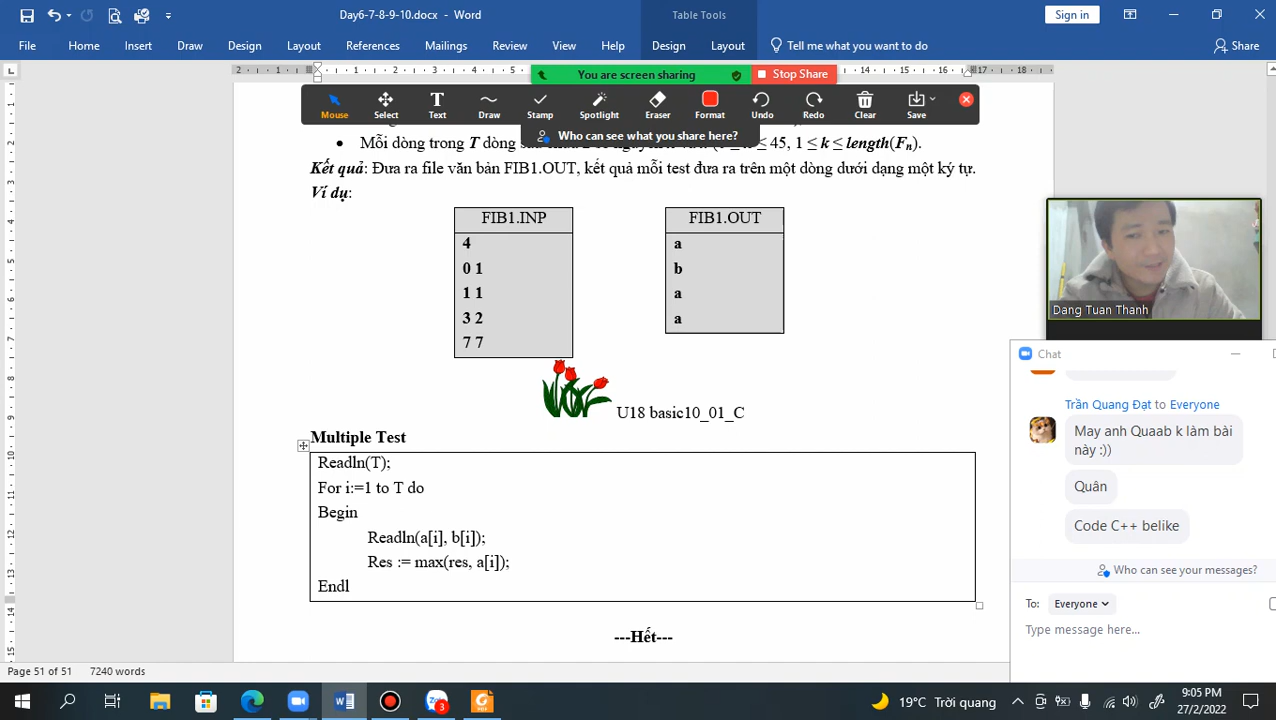 Dayб-7-8-9-10.docx - Word
Table Tools
Sign in
File Home Insert Draw Design Layout References Mailings Review View Help Design Layout Tell me what you want to do Share
You are screen sharing Stop Share
Mouse Select Text Draw Stamp Spotlight Eraser Format Undo Redo Clear Save
Who can see what you share here?
Mỗi dòng trong T dòng ≤ 45, 1 ≤ k ≤ length(Fn).
Kết quả: Đưa ra file văn bản FIB1.OUT, kết quả mỗi test đưa ra trên một dòng dưới dạng một ký tự.
Ví dụ:
FIB1.INP
4
0 1
1 1
3 2
7 7
FIB1.OUT
a
b
a
a
U18 basic10_01_C
Multiple Test
Readln(T);
For i:=1 to T do
Begin
Readln(a[i], b[i]);
Res := max(res, a[i]);
Endl
---Hết---
Dang Tuan Thanh
Chat
Trần Quang Đạt to Everyone
May anh Quaab k làm bài
này :))
Quân
Code C++ belike
Who can see your messages?
To: Everyone
Type message here...
Page 51 of 51 7240 words
19°C Trời quang
9:05 PM
27/2/2022